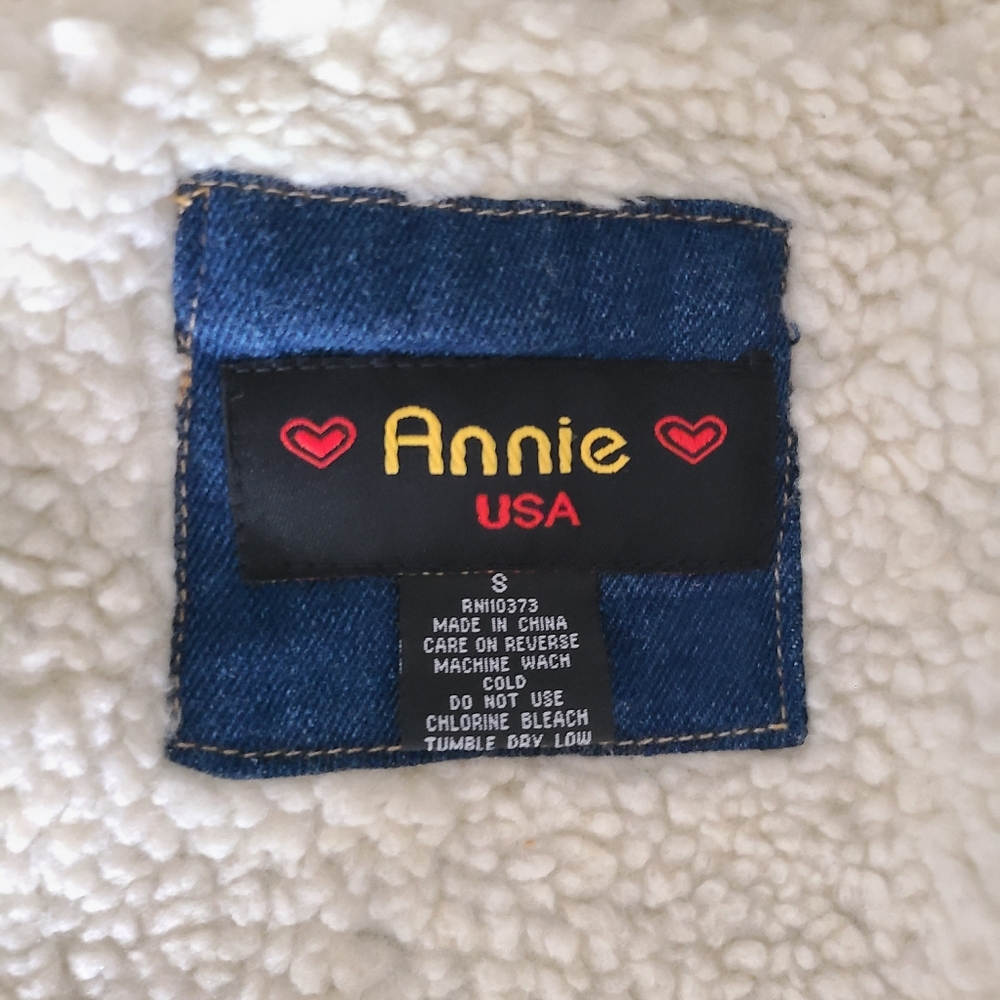 Annie
USA
S
RN110373
MADE IN CHINA
CARE ON REVERSE
MACHINE WACH
COLD
DO NOT USE
CHLORINE BLEACH
TUMBLE DRY LOW